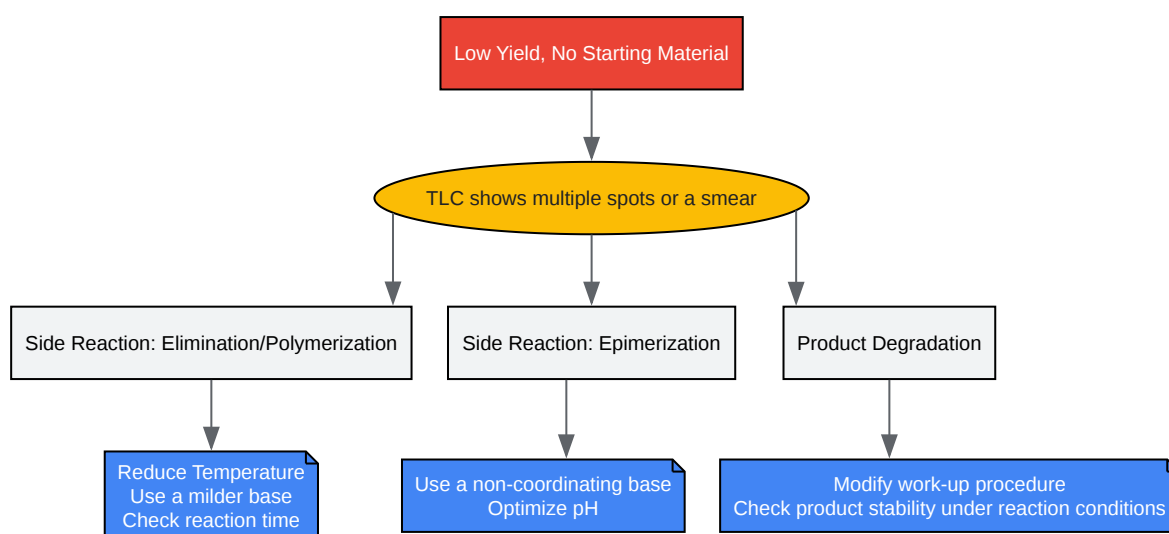 Low Yield, No Starting Material
TLC shows multiple spots or a smear
Side Reaction: Elimination/Polymerization
Side Reaction: Epimerization
Product Degradation
Reduce Temperature
Use a milder base
Check reaction time
Use a non-coordinating base
Optimize pH
Modify work-up procedure
Check product stability under reaction conditions